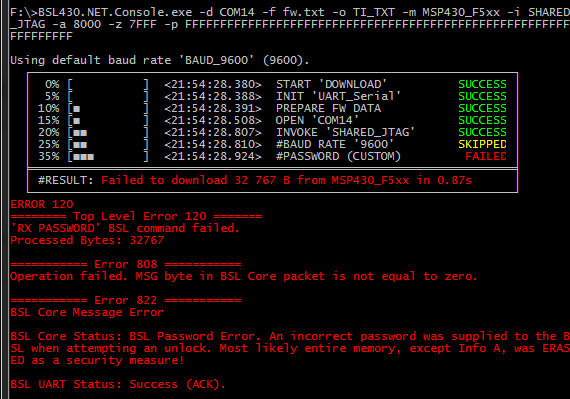 F:\>BSL430.NET.Console.exe -d COM14 -f fw.txt -o TI_TXT -m MSP430_F5xx -i SHARED
_JTAG -a 8000 -z 7FFF -p FFFFFFFFFFFFFFFFFFFFFFFFFFFFFFFFFFFFFFFFFFFFFFFFFFFFFF
FFFFFFFFFF
Using default baud rate 'BAUD_9600' (9600).
0% [ ] <21:54:28.380> START 'DOWNLOAD' SUCCESS
5% [ ] <21:54:28.388> INIT 'UART_Serial' SUCCESS
10% [■ ] <21:54:28.391> PREPARE FW DATA SUCCESS
15% [■ ] <21:54:28.508> OPEN 'COM14' SUCCESS
20% [■■ ] <21:54:28.807> INVOKE 'SHARED_JTAG' SUCCESS
25% [■■ ] <21:54:28.810> #BAUD RATE '9600' SKIPPED
35% [■■■ ] <21:54:28.924> #PASSWORD (CUSTOM) FAILED
#RESULT: Failed to download 32 767 B from MSP430_F5xx in 0.87s
ERROR 120
======== Top Level Error 120 =======
'RX PASSWORD' BSL command failed.
Processed Bytes: 32767
=========== Error 808 ===========
Operation failed. MSG byte in BSL Core packet is not equal to zero.
=========== Error 822 ===========
BSL Core Message Error
BSL Core Status: BSL Password Error. An incorrect password was supplied to the B
SL when attempting an unlock. Most likely entire memory, except Info A, was ERAS
ED as a security measure!
BSL UART Status: Success (ACK).